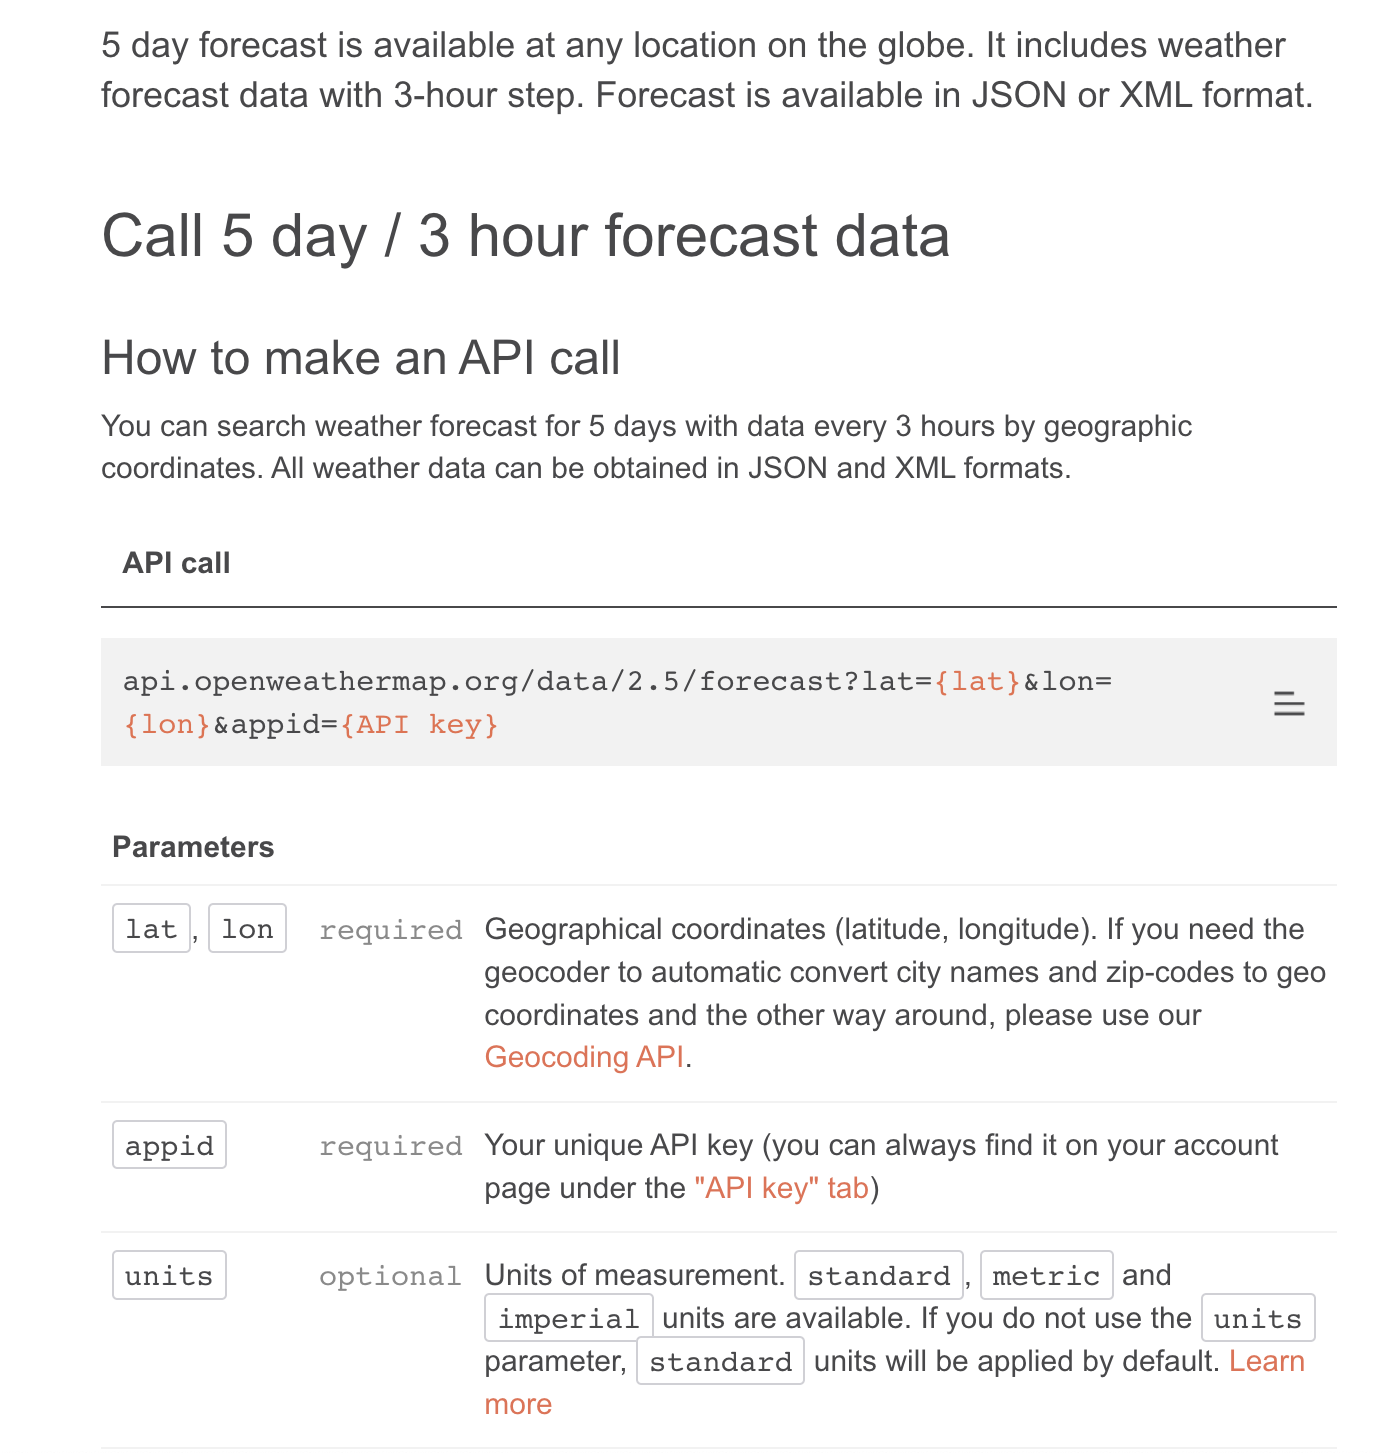 5 day forecast is available at any location on the globe. It includes weather
forecast data with 3-hour step. Forecast is available in JSON or XML format.
Call 5 day / 3 hour forecast data
How to make an API call
You can search weather forecast for 5 days with data every 3 hours by geographic
coordinates. All weather data can be obtained in JSON and XML formats.
API call
api.openweathermap.org/data/2.5/forecast?lat={lat}&lon=
{lon}&appid={API key}
Parameters
lat, lon required Geographical coordinates (latitude, longitude). If you need the
geocoder to automatic convert city names and zip-codes to geo
coordinates and the other way around, please use our
Geocoding API.
appid required Your unique API key (you can always find it on your account
page under the "API key" tab)
units optional Units of measurement. standard, metric and
imperial units are available. If you do not use the units
parameter, standard units will be applied by default. Learn
more